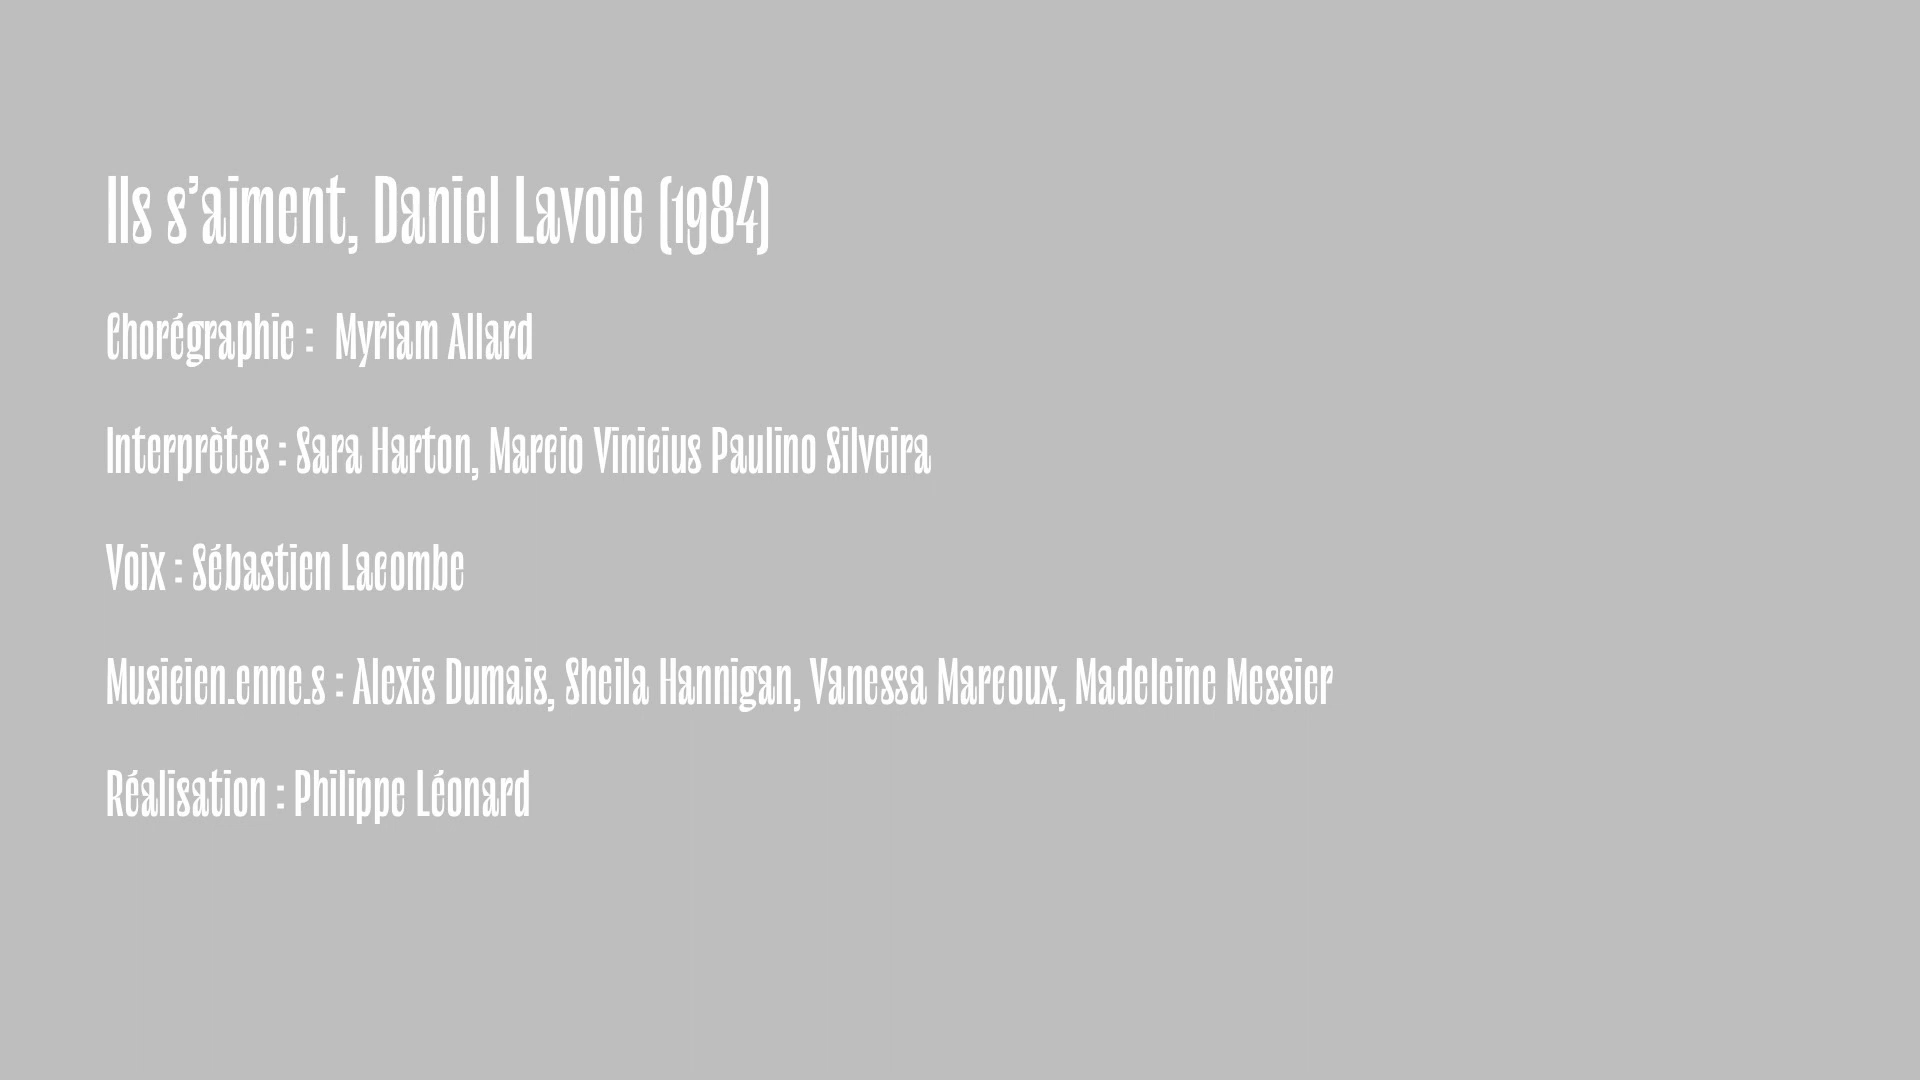 Ils s’aiment, Daniel Lavoie (1984)
Chorégraphie :  Myriam Allard
Interprètes : Sara Harton, Marcio Vinicius Paulino Silveira
Voix : Sébastien Lacombe
Musicien.enne.s : Alexis Dumais, Sheila Hannigan, Vanessa Marcoux, Madeleine Messier
Réalisation : Philippe Léonard